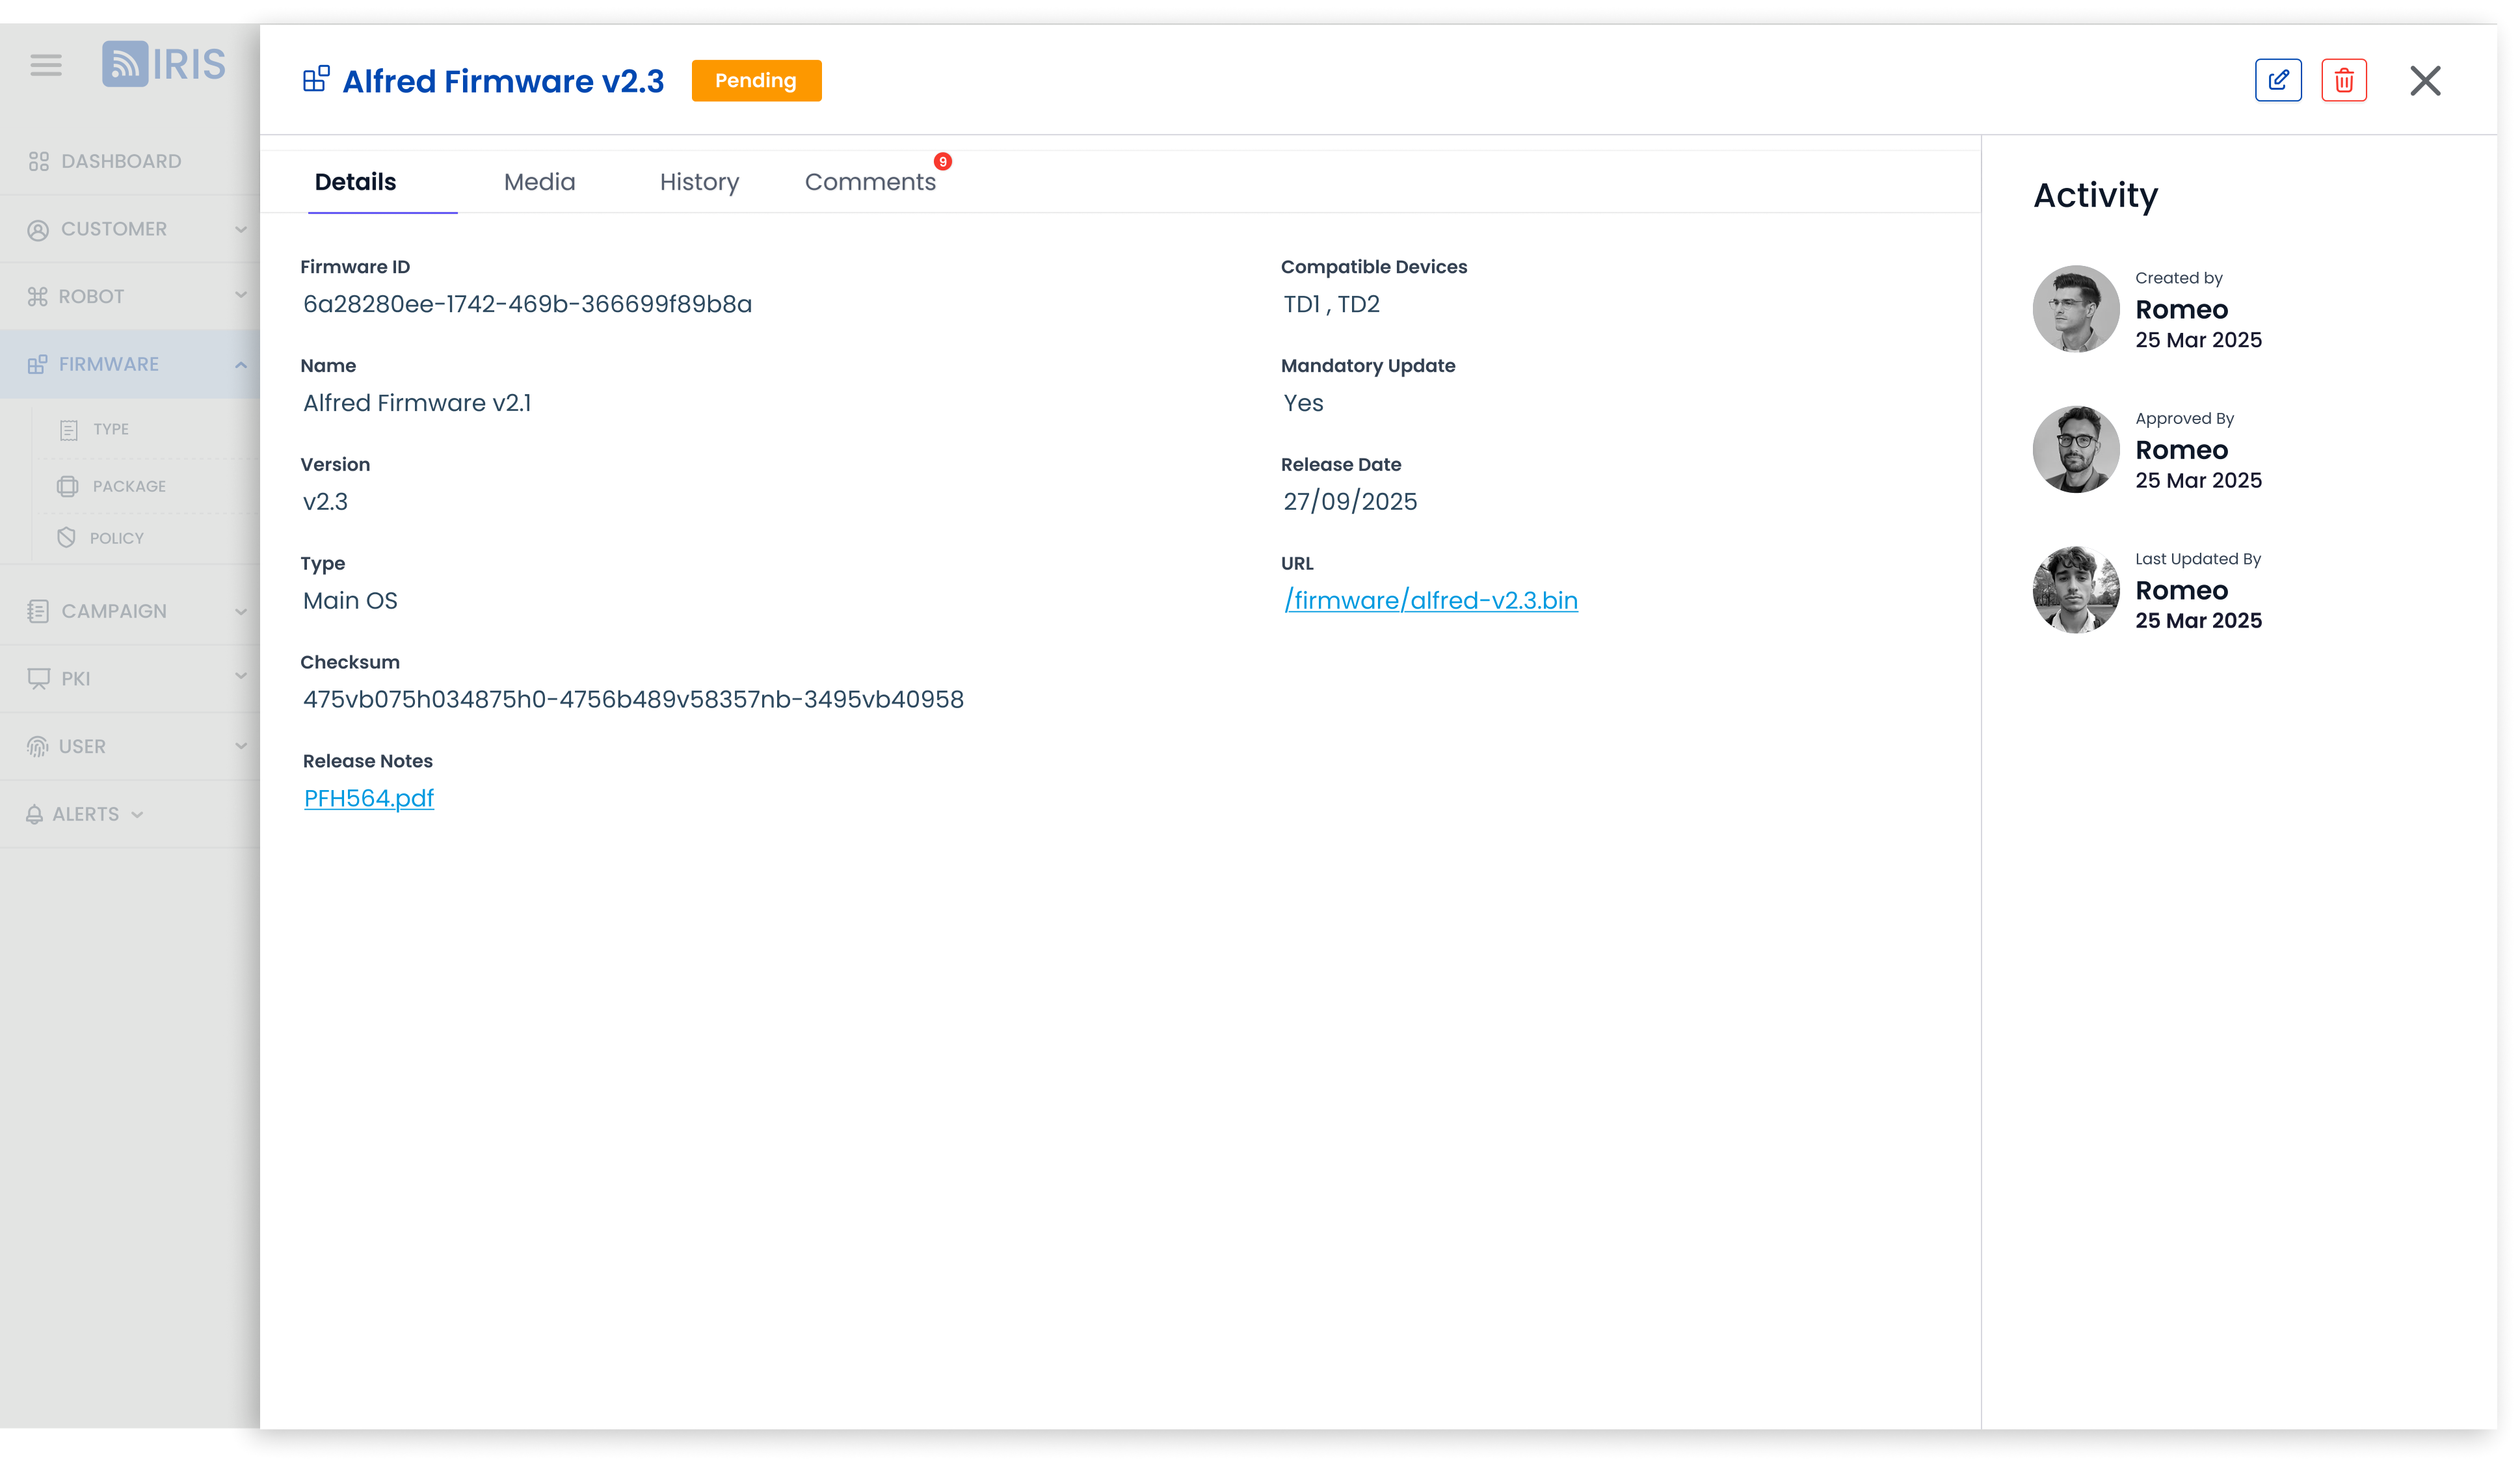 IRIS
DASHBOARD
CUSTOMER
ROBOT
FIRMWARE
TYPE
PACKAGE
POLICY
CAMPAIGN
PKI
USER
ALERTS
Alfred Firmware v2.3
Pending
Details
Media
History
Comments
9
Firmware ID
6a28280ee-1742-469b-366699f89b8a
Name
Alfred Firmware v2.1
Version
v2.3
Type
Main OS
Checksum
475vb075h034875h0-4756b489v58357nb-3495vb40958
Release Notes
PFH564.pdf
Compatible Devices
TD1 , TD2
Mandatory Update
Yes
Release Date
27/09/2025
URL
/firmware/alfred-v2.3.bin
Activity
Created by
Romeo
25 Mar 2025
Approved By
Romeo
25 Mar 2025
Last Updated By
Romeo
25 Mar 2025